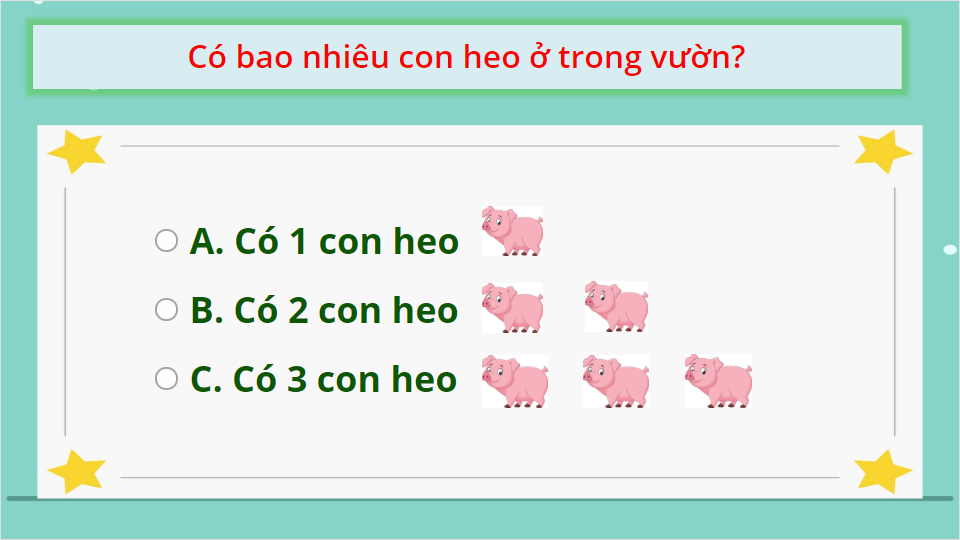 Có bao nhiêu con heo ở trong vườn?
A. Có 1 con heo
B. Có 2 con heo
C. Có 3 con heo